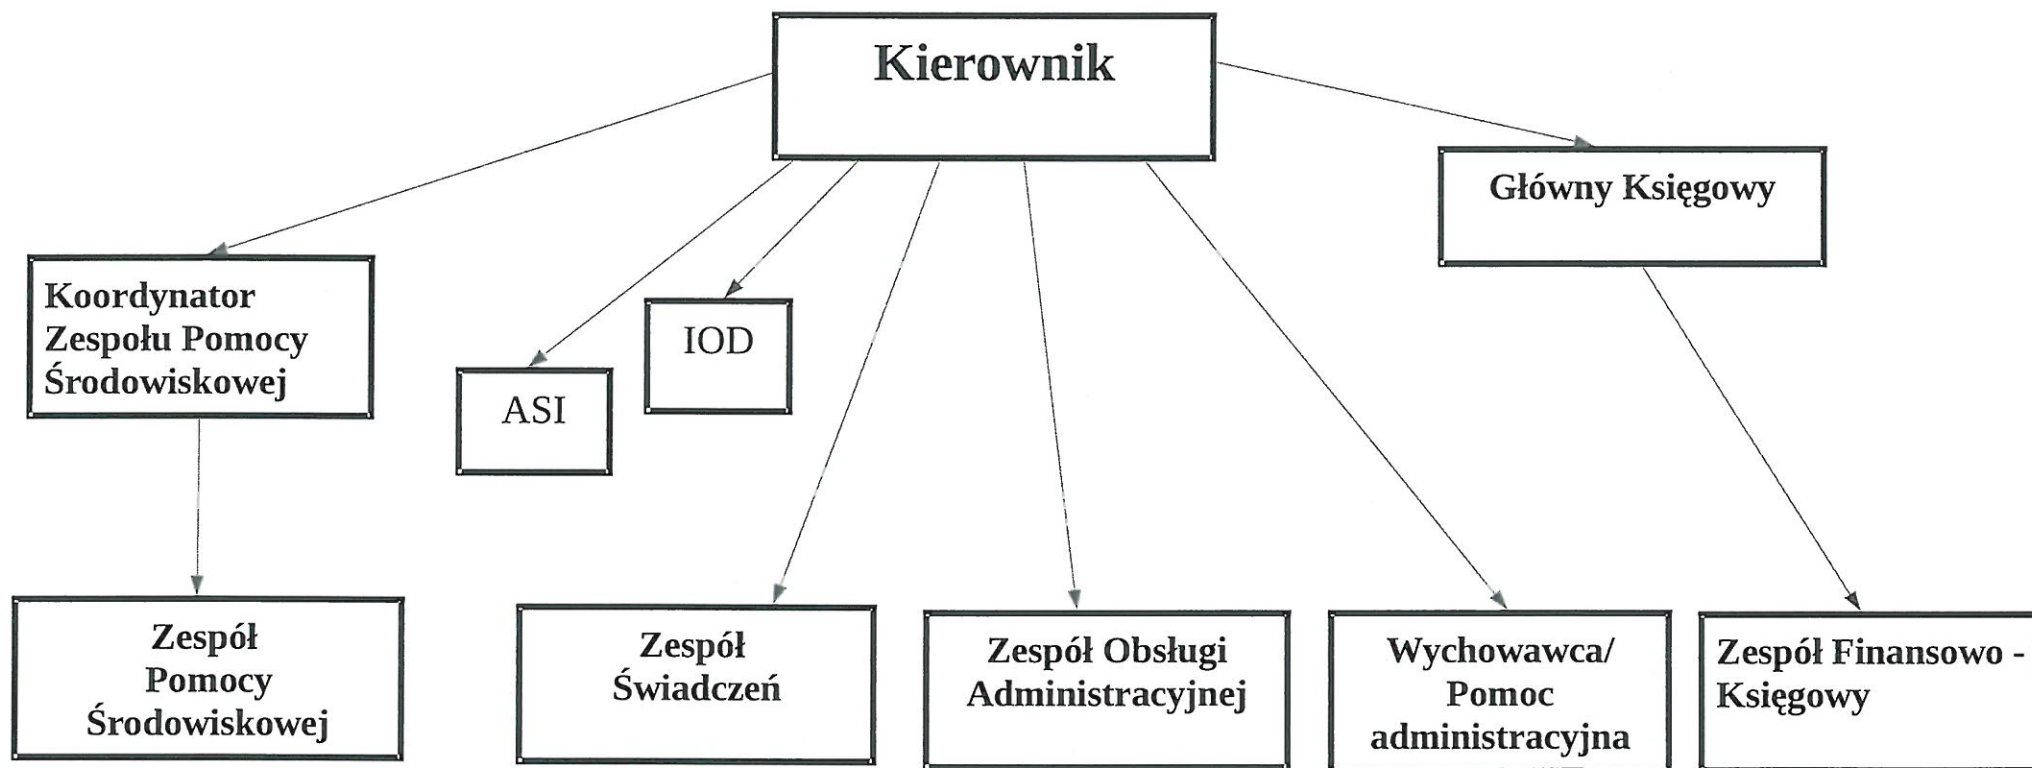 Kierownik
Główny Księgowy
Koordynator
Zespołu Pomocy
Środowiskowej
IOD
ASI
Zespół
Pomocy
Środowiskowej
Zespół
Świadczeń
Zespół Obsługi
Administracyjnej
Wychowawca/
Pomoc
administracyjna
Zespół Finansowo -
Księgowy